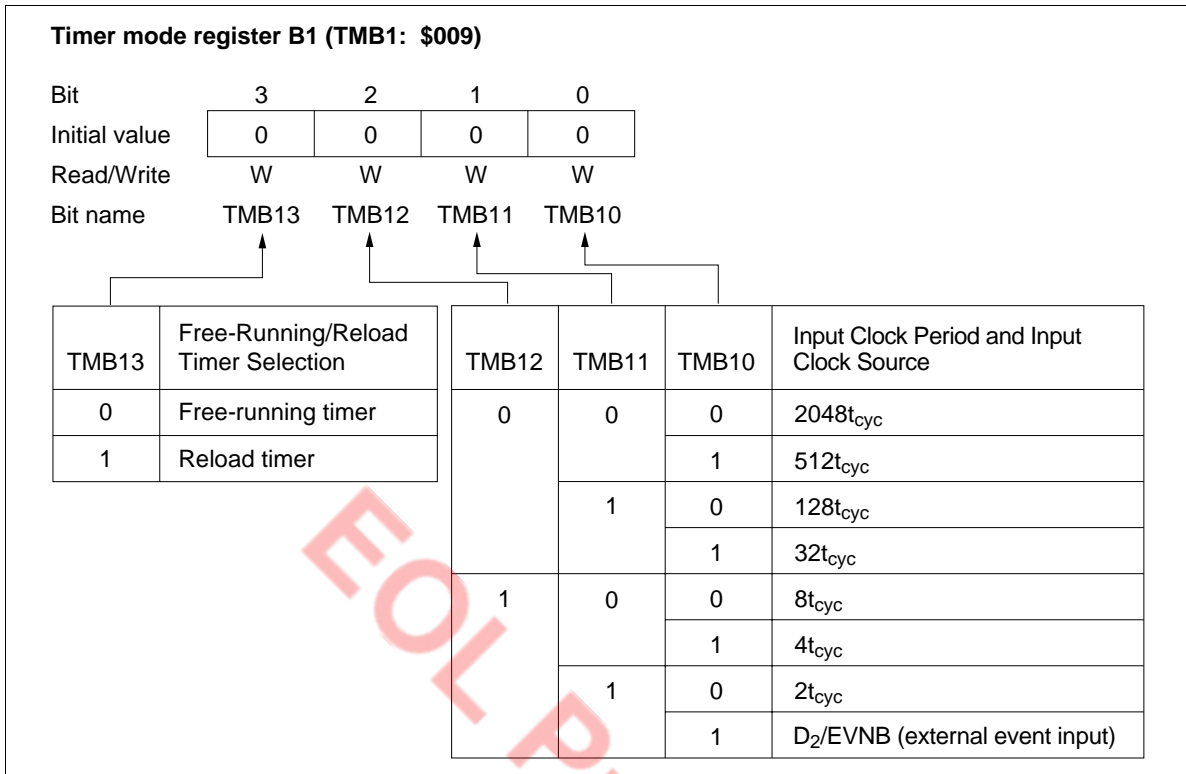 Timer mode register B1 (TMB1: $009)
Bit 3 2 1 0
Initial value 0 0 0 0
Read/Write W W W W
Bit name TMB13 TMB12 TMB11 TMB10
TMB13 Free-Running/Reload Timer Selection
0 Free-running timer
1 Reload timer
TMB12 TMB11 TMB10 Input Clock Period and Input Clock Source
0 0 0 2048tcyc
1 512tcyc
1 0 128tcyc
1 32tcyc
1 0 0 8tcyc
1 4tcyc
1 0 2tcyc
1 D2/EVNB (external event input)
EOL